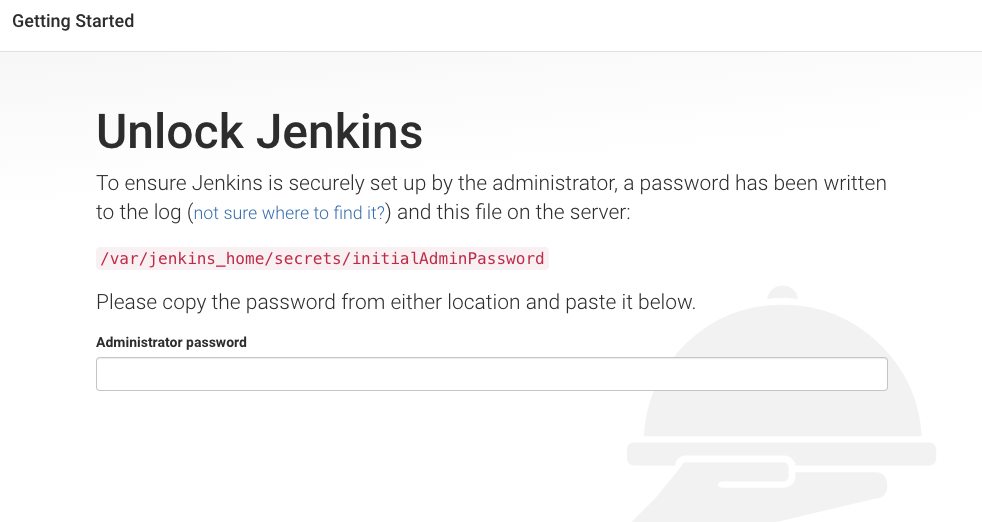 Getting Started
Unlock Jenkins
To ensure Jenkins is securely set up by the administrator, a password has been written
to the log (not sure where to find it?) and this file on the server:
/var/jenkins_home/secrets/initialAdminPassword
Please copy the password from either location and paste it below.
Administrator password